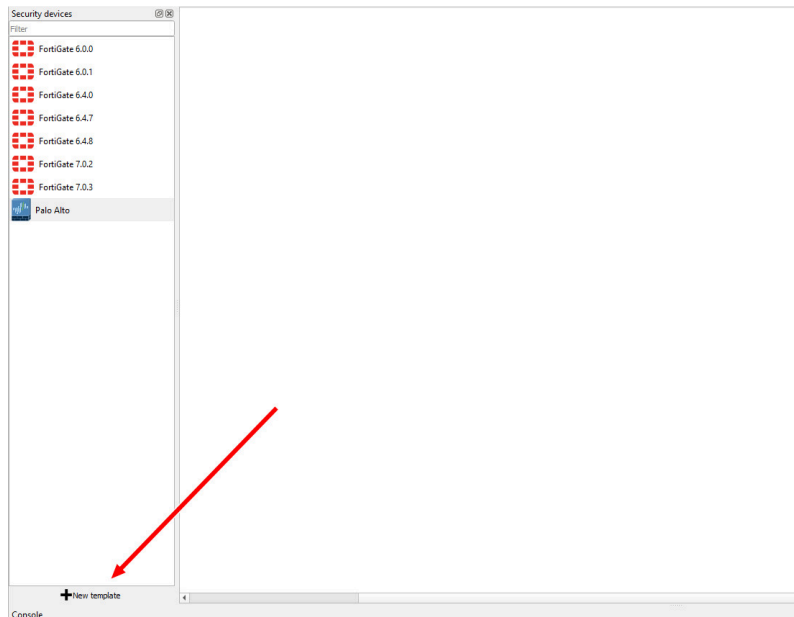 Security devices
Filter
FortiGate 6.0.0
FortiGate 6.0.1
FortiGate 6.4.0
FortiGate 6.4.7
FortiGate 6.4.8
FortiGate 7.0.2
FortiGate 7.0.3
Palo Alto
New template
Console